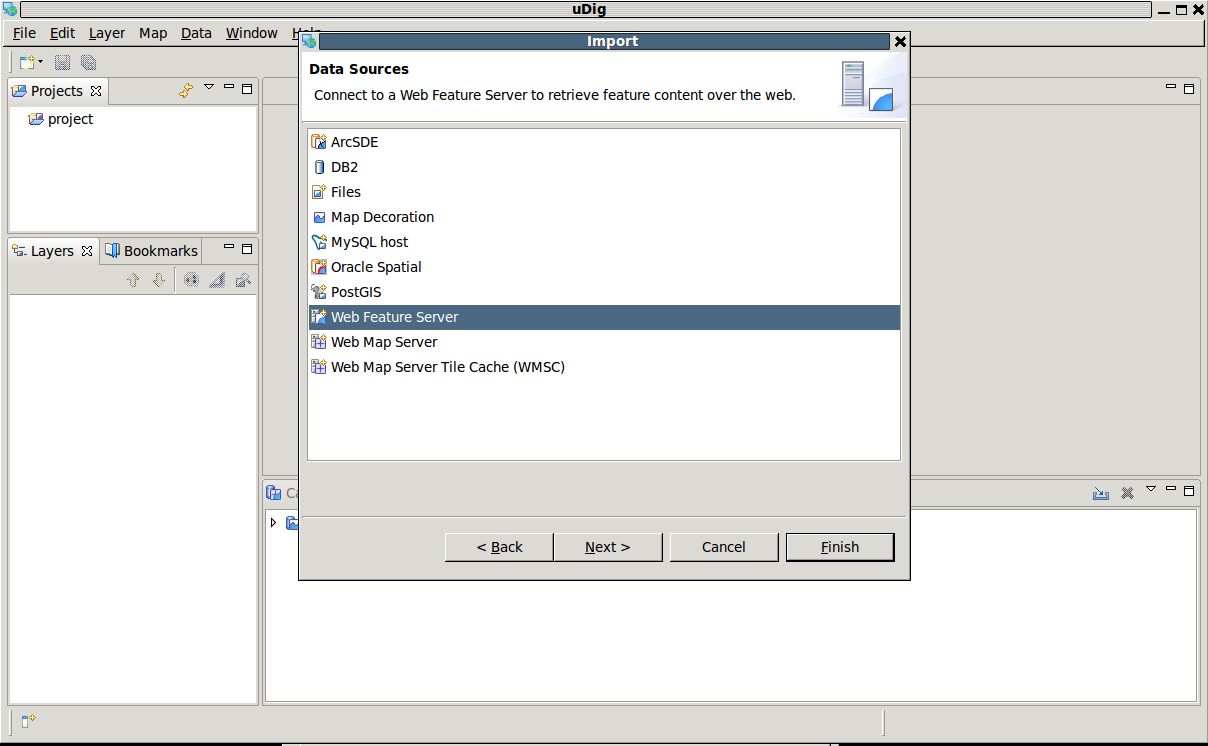 uDig
File Edit Layer Map Data Window
Import
Data Sources
Connect to a Web Feature Server to retrieve feature content over the web.
Projects
project
ArcSDE
DB2
Files
Map Decoration
MySQL host
Oracle Spatial
PostGIS
Web Feature Server
Web Map Server
Web Map Server Tile Cache (WMSC)
Layers Bookmarks
< Back Next > Cancel Finish